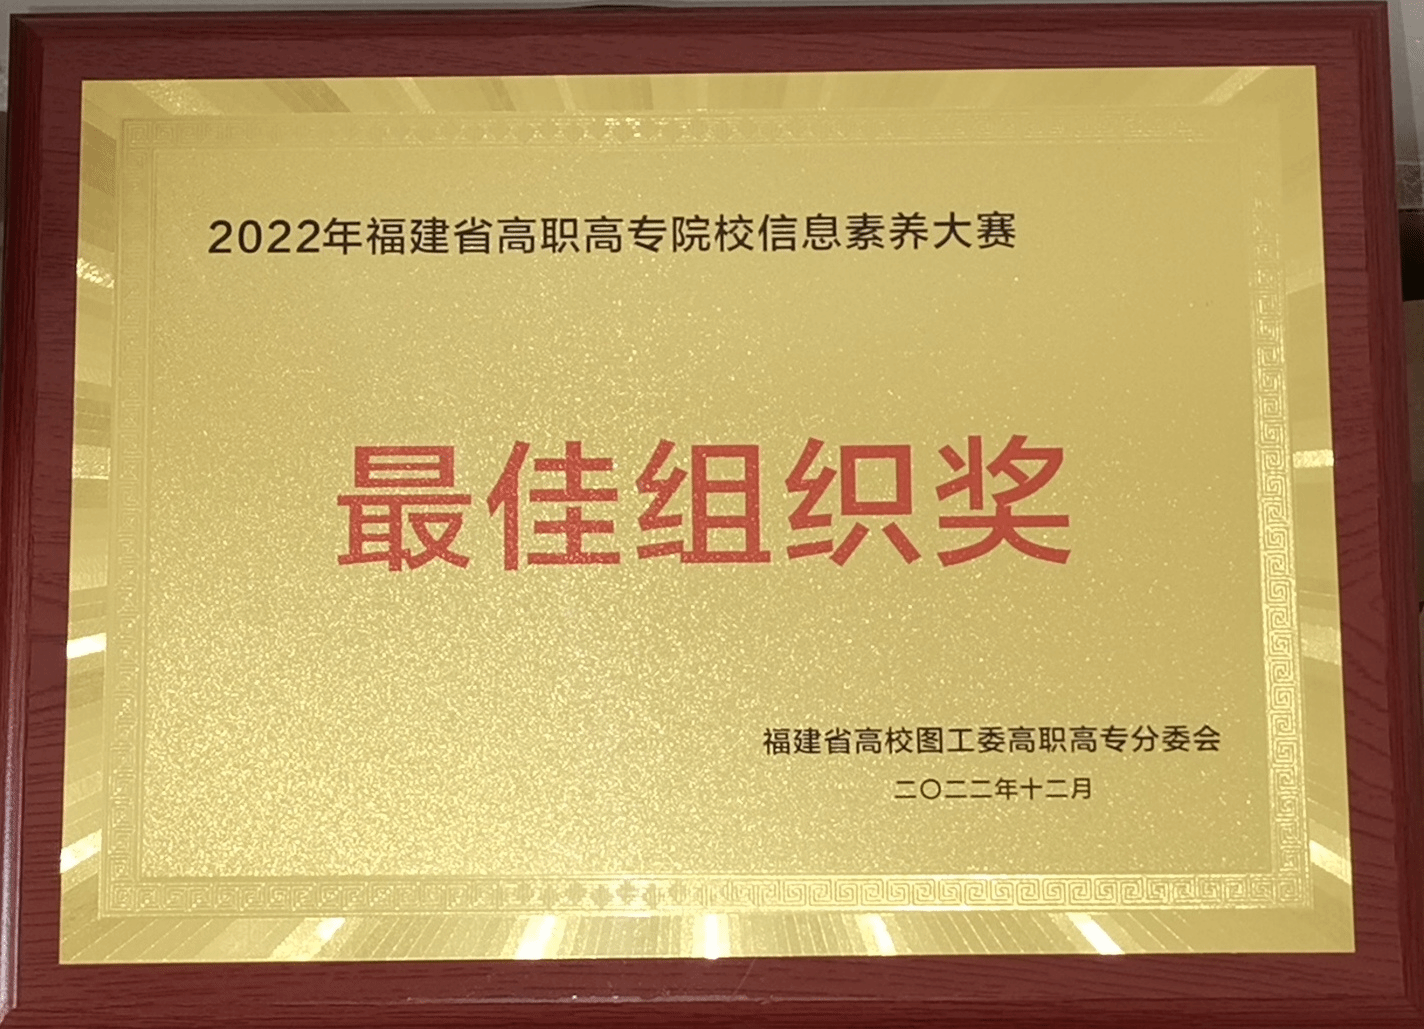 2022年福建省高职高专院校信息素养大赛
最佳组织奖
福建省高校图工委高职高专分委会
二〇二二年十二月